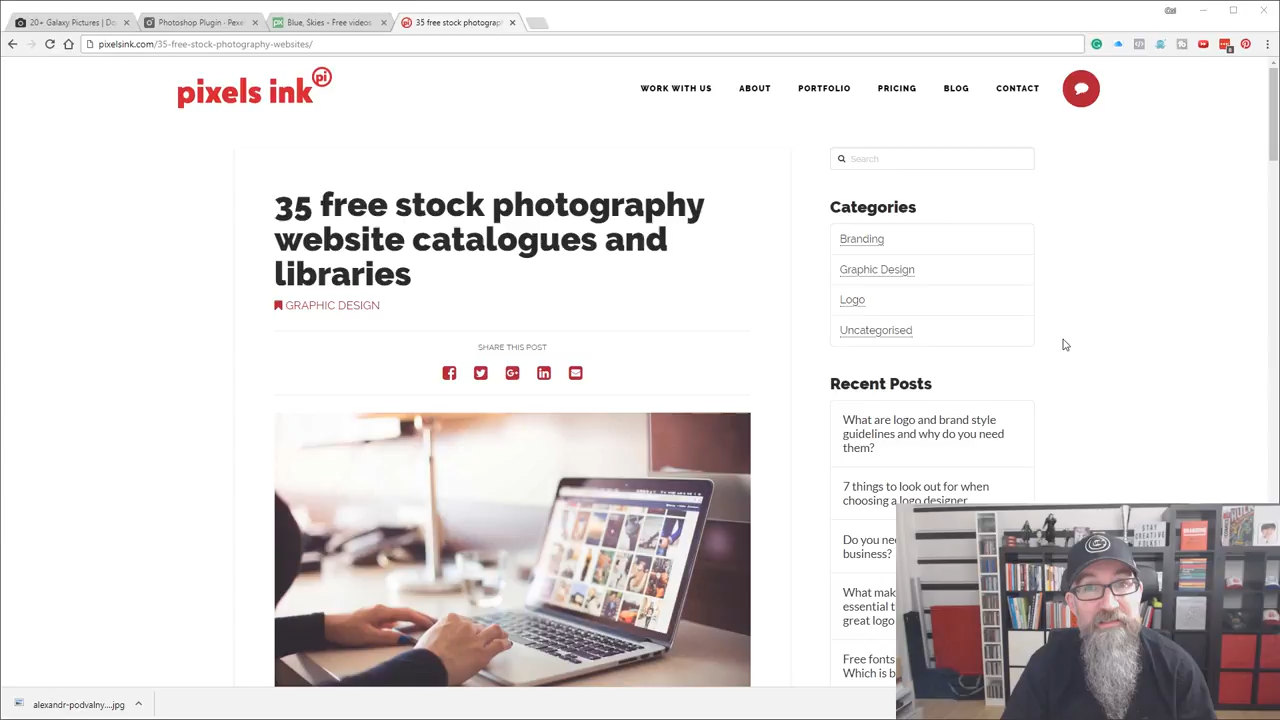 20+ Galaxy Pictures | Do
Photoshop Plugin - Pexe
Blue, Skies - Free videos
35 free stock photograp
pixelsink.com/35-free-stock-photography-websites/
pixels ink pi
WORK WITH US
ABOUT
PORTFOLIO
PRICING
BLOG
CONTACT
35 free stock photography
website catalogues and
libraries
GRAPHIC DESIGN
SHARE THIS POST
Search
Categories
Branding
Graphic Design
Logo
Uncategorised
Recent Posts
What are logo and brand style
guidelines and why do you need
them?
7 things to look out for when
choosing a logo designer
Do you nee
business?
What mak
essential t
great logo
Free fonts
Which is b
STAY
CREATIVE
alexandr-podvalny....jpg